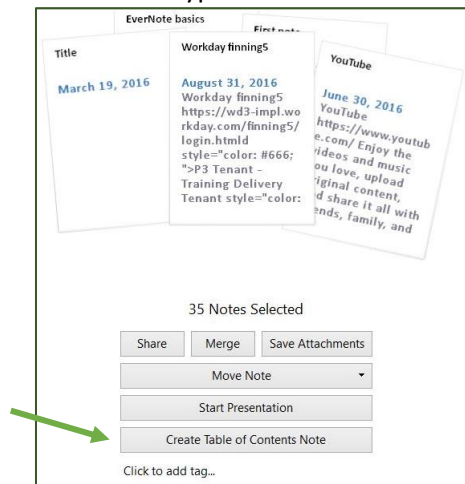 EverNote basics
First note
Title
March 19, 2016
Workday finning5
August 31, 2016
Workday finning5
https://wd3-impl.wo
rkday.com/finning5/
login.htmld
style="color: #666;
">P3 Tenant –
Training Delivery
Tenant style="color:
YouTube
June 30, 2016
YouTube
https://www.youtub
e.com/ Enjoy the
videos and music
you love, upload
original content,
and share it all with
friends, family, and
35 Notes Selected
Share
Merge
Save Attachments
Move Note
Start Presentation
Create Table of Contents Note
Click to add tag...